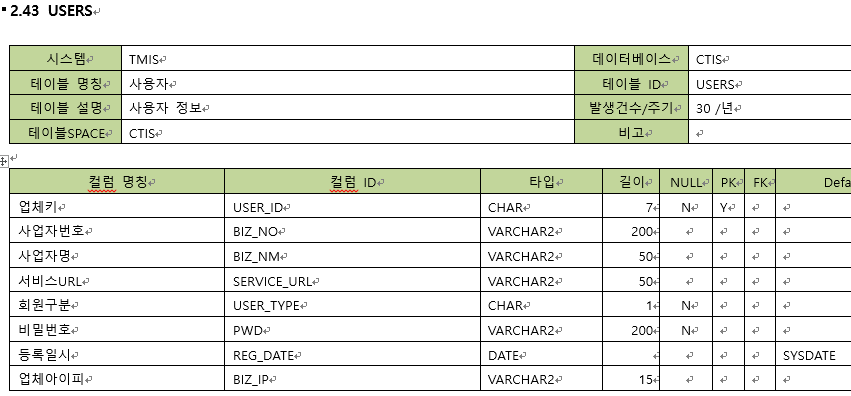 2.43 USERS
시스템 TMIS 데이터베이스 CTIS
테이블 명칭 사용자 테이블 ID USERS
테이블 설명 사용자 정보 발생건수/주기 30 /년
테이블SPACE CTIS 비고
컬럼 명칭 컬럼 ID 타입 길이 NULL PK FK Defa
업체키 USER_ID CHAR 7 N Y
사업자번호 BIZ_NO VARCHAR2 200
사업자명 BIZ_NM VARCHAR2 50
서비스URL SERVICE_URL VARCHAR2 50
회원구분 USER_TYPE CHAR 1 N
비밀번호 PWD VARCHAR2 200 N
등록일시 REG_DATE DATE SYSDATE
업체아이피 BIZ_IP VARCHAR2 15